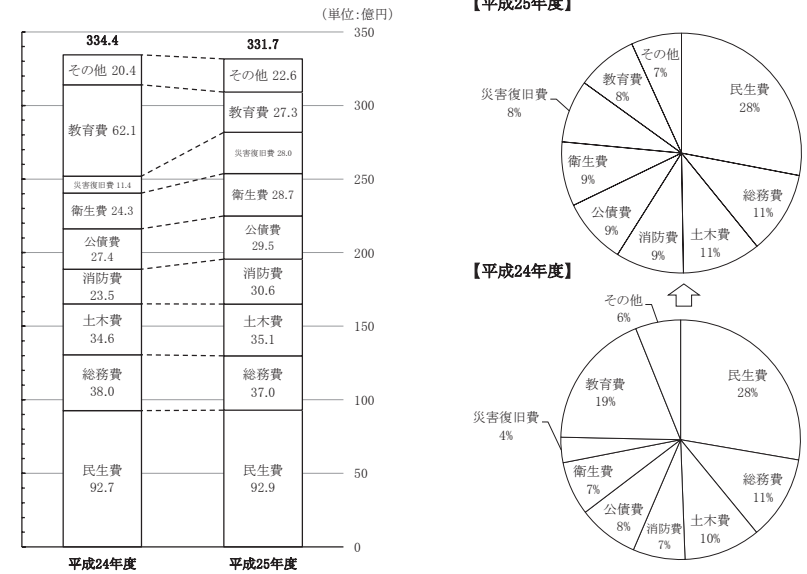 （単位:億円）
350
300
250
200
150
100
50
0
334.4
その他 20.4
教育費 62.1
災害復旧費 11.4
衛生費 24.3
公債費
27.4
消防費
23.5
土木費
34.6
総務費
38.0
民生費
92.7
平成24年度
331.7
その他 22.6
教育費 27.3
災害復旧費 28.0
衛生費 28.7
公債費
29.5
消防費
30.6
土木費
35.1
総務費
37.0
民生費
92.9
平成25年度
【平成25年度】
民生費
28%
総務費
11%
土木費
11%
消防費
9%
公債費
9%
衛生費
9%
災害復旧費
8%
教育費
8%
その他
7%
【平成24年度】
民生費
28%
総務費
11%
土木費
10%
消防費
7%
公債費
8%
衛生費
7%
災害復旧費
4%
教育費
19%
その他
6%